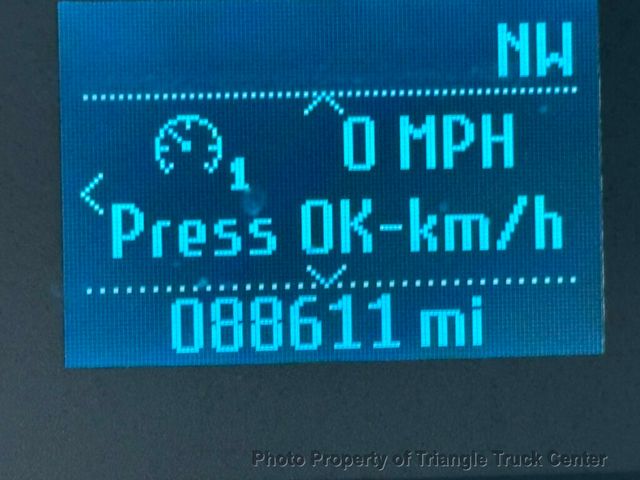 NW
0 MPH
1
Press OK-km/h
088611 mi
Photo Property of Triangle Truck Center